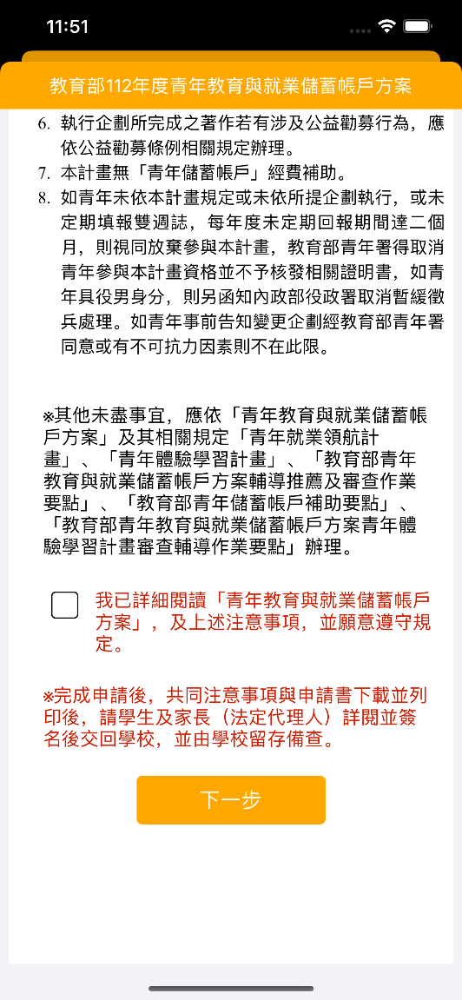 11:51
教育部112年度青年教育與就業儲蓄帳戶方案
6. 執行企劃所完成之著作若有涉及公益勸募行為，應
依公益勸募條例相關規定辦理。
7. 本計畫無「青年儲蓄帳戶」經費補助。
8. 如青年未依本計畫規定或未依所提企劃執行，或未
定期填報雙週誌，每年度未定期回報期間達二個
月，則視同放棄參與本計畫，教育部青年署得取消
青年參與本計畫資格並不予核發相關證明書，如青
年具役男身分，則另函知內政部役政署取消暫緩徵
兵處理。如青年事前告知變更企劃經教育部青年署
同意或有不可抗力因素則不在此限。
※其他未盡事宜，應依「青年教育與就業儲蓄帳
戶方案」及其相關規定「青年就業領航計
畫」、「青年體驗學習計畫」、「教育部青年
教育與就業儲蓄帳戶方案輔導推薦及審查作業
要點」、「教育部青年儲蓄帳戶補助要點」、
「教育部青年教育與就業儲蓄帳戶方案青年體
驗學習計畫審查輔導作業要點」辦理。
我已詳細閱讀「青年教育與就業儲蓄帳戶
方案」，及上述注意事項，並願意遵守規
定。
※完成申請後，共同注意事項與申請書下載並列
印後，請學生及家長（法定代理人）詳閱並簽
名後交回學校，並由學校留存備查。
下一步